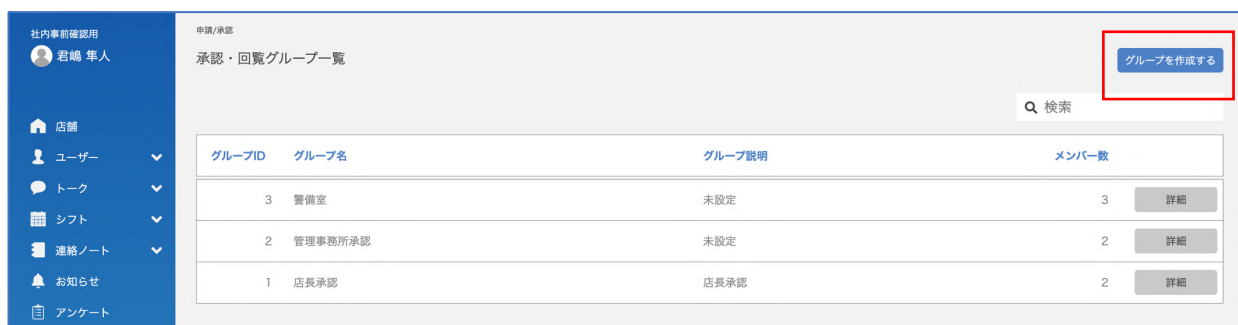 社内事前確認用
君嶋 隼人
店舗
ユーザー
トーク
シフト
連絡ノート
お知らせ
アンケート
申請/承認
承認・回覧グループ一覧
グループを作成する
検索
グループID グループ名 グループ説明 メンバー数
3 警備室 未設定 3 詳細
2 管理事務所承認 未設定 2 詳細
1 店長承認 店長承認 2 詳細